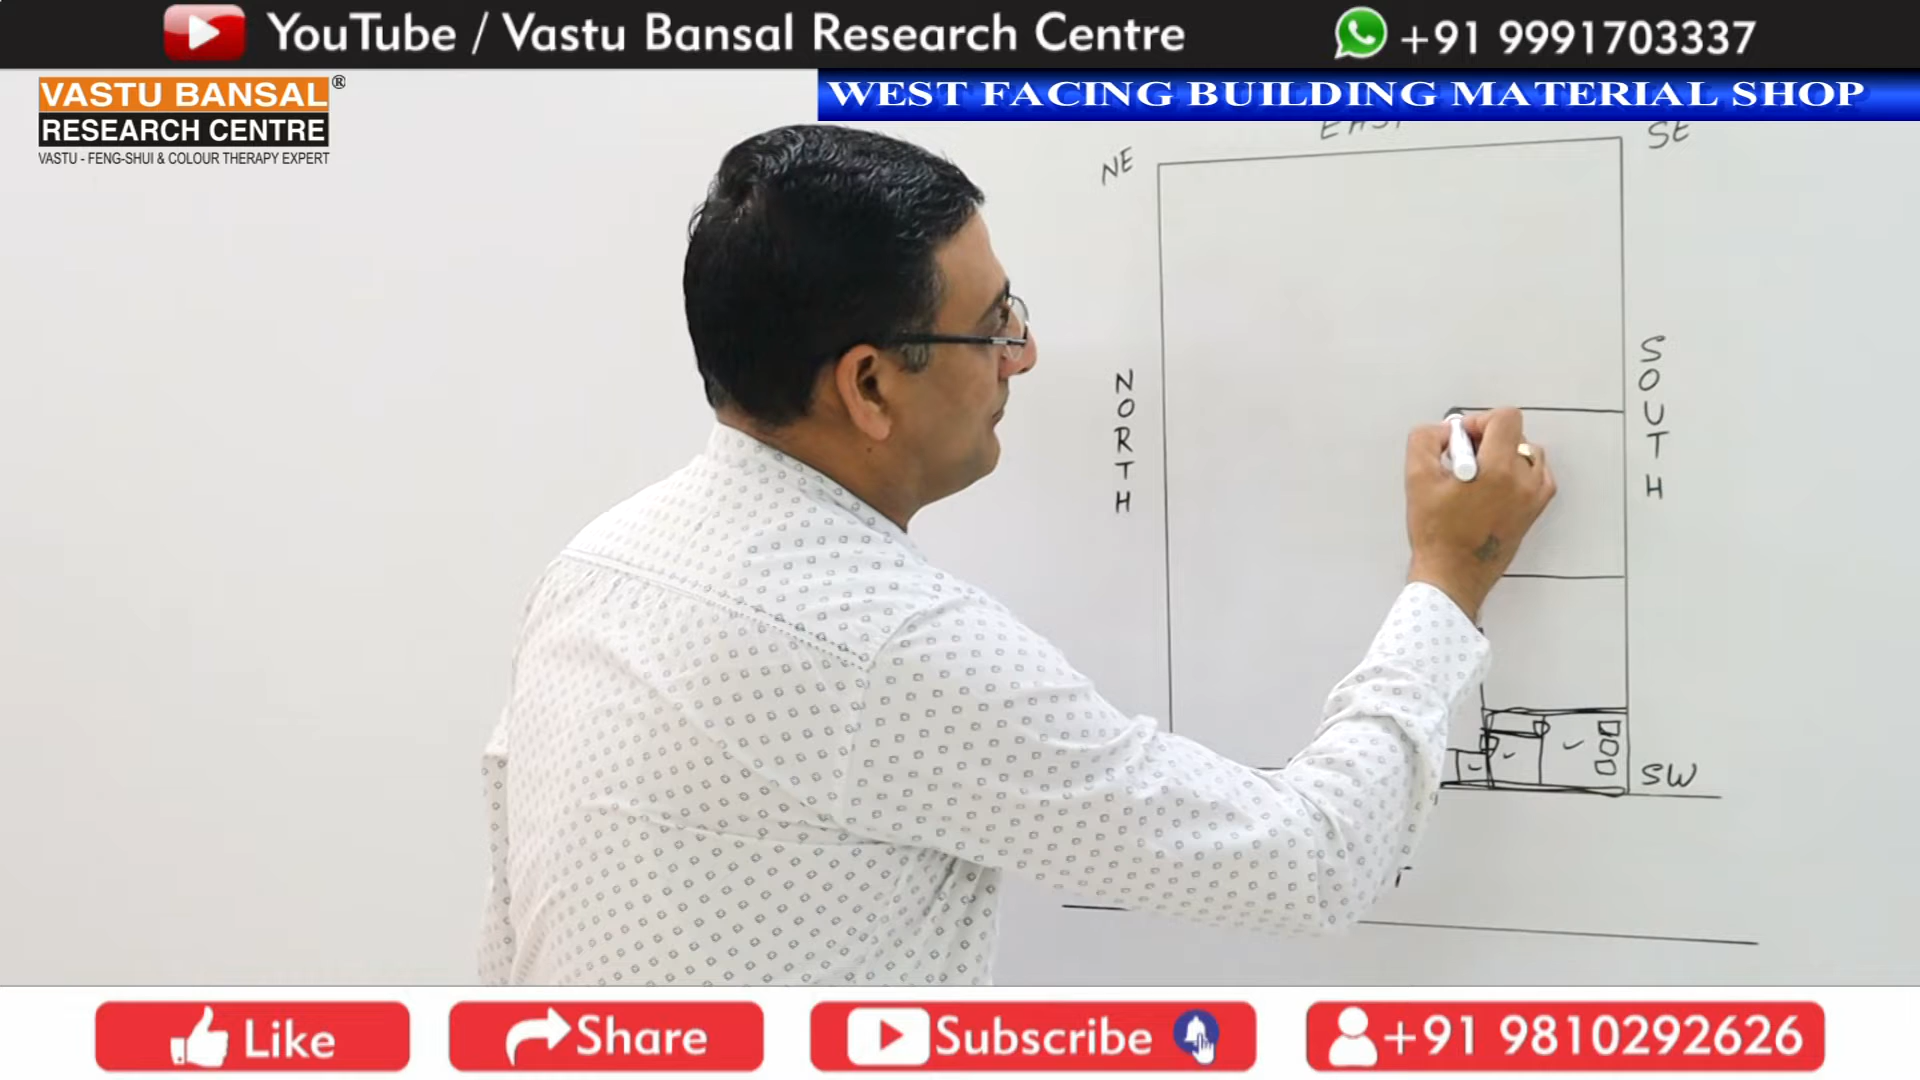 YouTube / Vastu Bansal Research Centre
+91 9991703337
VASTU BANSAL®
RESEARCH CENTRE
VASTU - FENG-SHUI & COLOUR THERAPY EXPERT
WEST FACING BUILDING MATERIAL SHOP
EAST
NE
SE
NORTH
SOUTH
SW
Like
Share
Subscribe
+91 9810292626